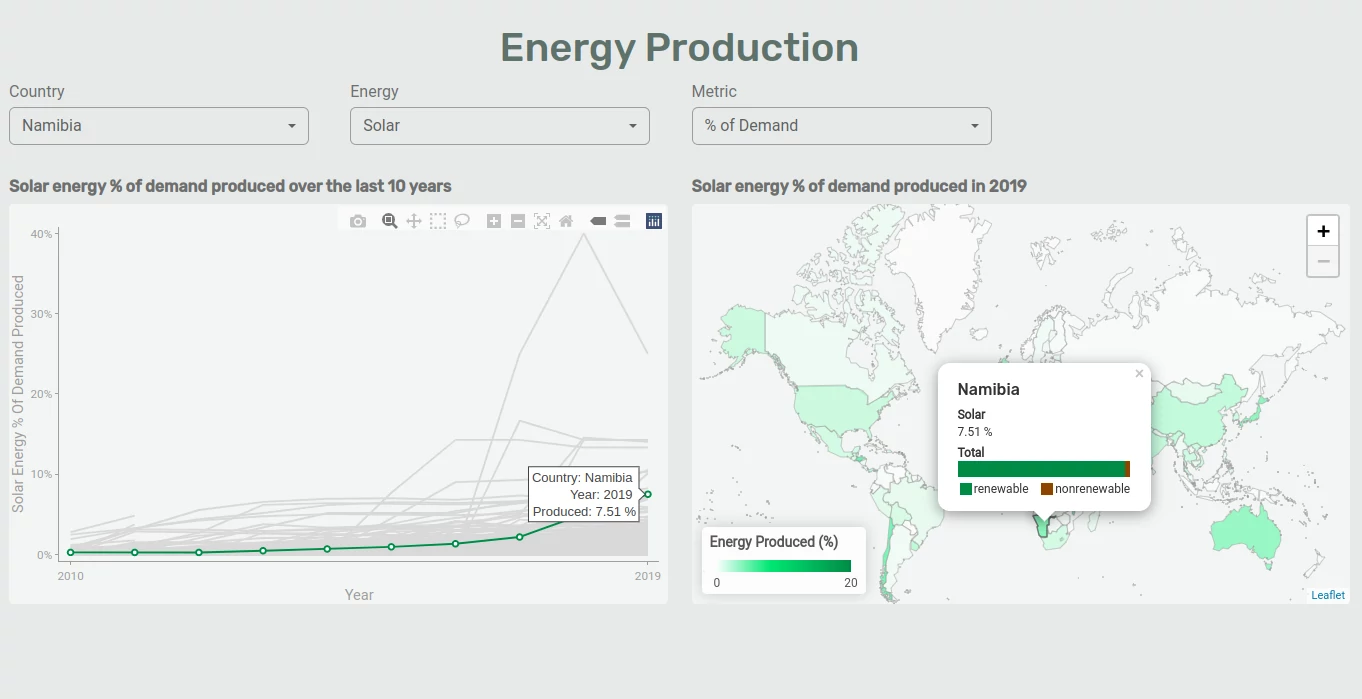 Energy Production
Country
Energy
Metric
Namibia
Solar
% of Demand
Solar energy % of demand produced over the last 10 years
Solar energy % of demand produced in 2019
40%
30%
20%
10%
0%
Solar Energy % Of Demand Produced
Country: Namibia
Year: 2019
Produced: 7.51 %
2010
2019
Year
+
−
×
Namibia
Solar
7.51 %
Total
renewable
nonrenewable
Energy Produced (%)
0
20
Leaflet